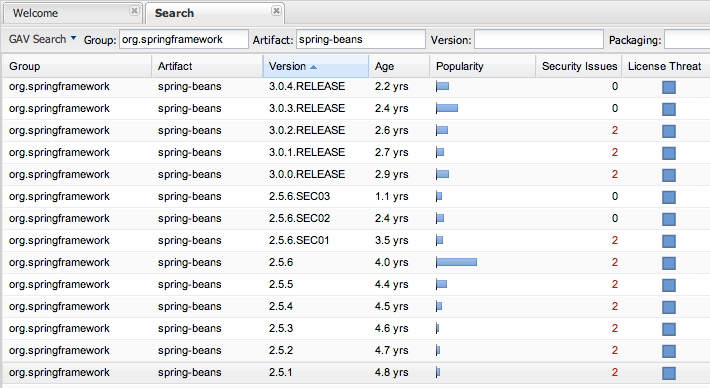 Welcome Search
GAV Search Group: org.springframework Artifact: spring-beans Version: Packaging:
Group Artifact Version Age Popularity Security Issues License Threat
org.springframework spring-beans 3.0.4.RELEASE 2.2 yrs 0
org.springframework spring-beans 3.0.3.RELEASE 2.4 yrs 0
org.springframework spring-beans 3.0.2.RELEASE 2.6 yrs 2
org.springframework spring-beans 3.0.1.RELEASE 2.7 yrs 2
org.springframework spring-beans 3.0.0.RELEASE 2.9 yrs 2
org.springframework spring-beans 2.5.6.SEC03 1.1 yrs 0
org.springframework spring-beans 2.5.6.SEC02 2.4 yrs 0
org.springframework spring-beans 2.5.6.SEC01 3.5 yrs 2
org.springframework spring-beans 2.5.6 4.0 yrs 2
org.springframework spring-beans 2.5.5 4.4 yrs 2
org.springframework spring-beans 2.5.4 4.5 yrs 2
org.springframework spring-beans 2.5.3 4.6 yrs 2
org.springframework spring-beans 2.5.2 4.7 yrs 2
org.springframework spring-beans 2.5.1 4.8 yrs 2